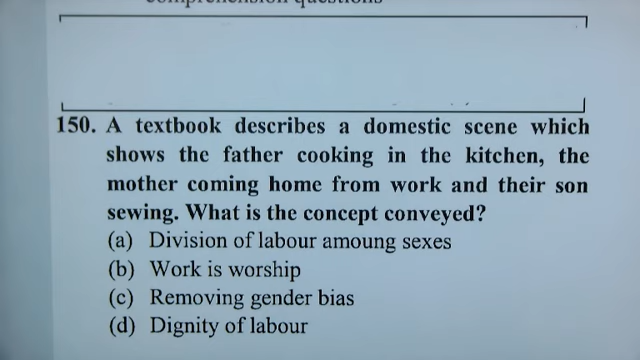 comprehension questions
150. A textbook describes a domestic scene which
shows the father cooking in the kitchen, the
mother coming home from work and their son
sewing. What is the concept conveyed?
(a) Division of labour amoung sexes
(b) Work is worship
(c) Removing gender bias
(d) Dignity of labour